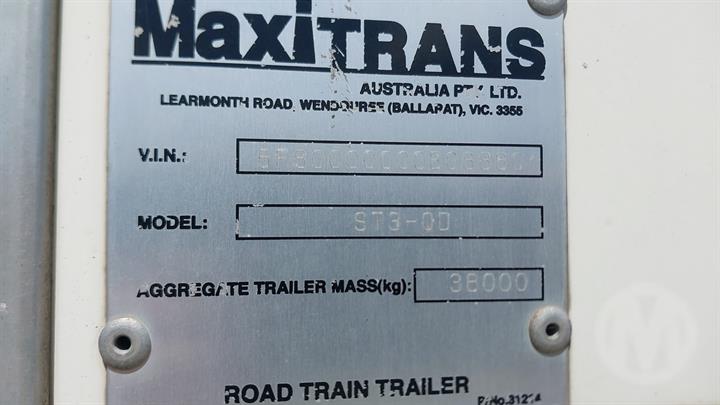 MaxiTRANS
AUSTRALIA PTY LTD.
LEARMONTH ROAD, WENDOUREE (BALLARAT), VIC. 3355
V.I.N.:
MODEL: ST3-OD
AGGREGATE TRAILER MASS(kg): 38000
ROAD TRAIN TRAILER